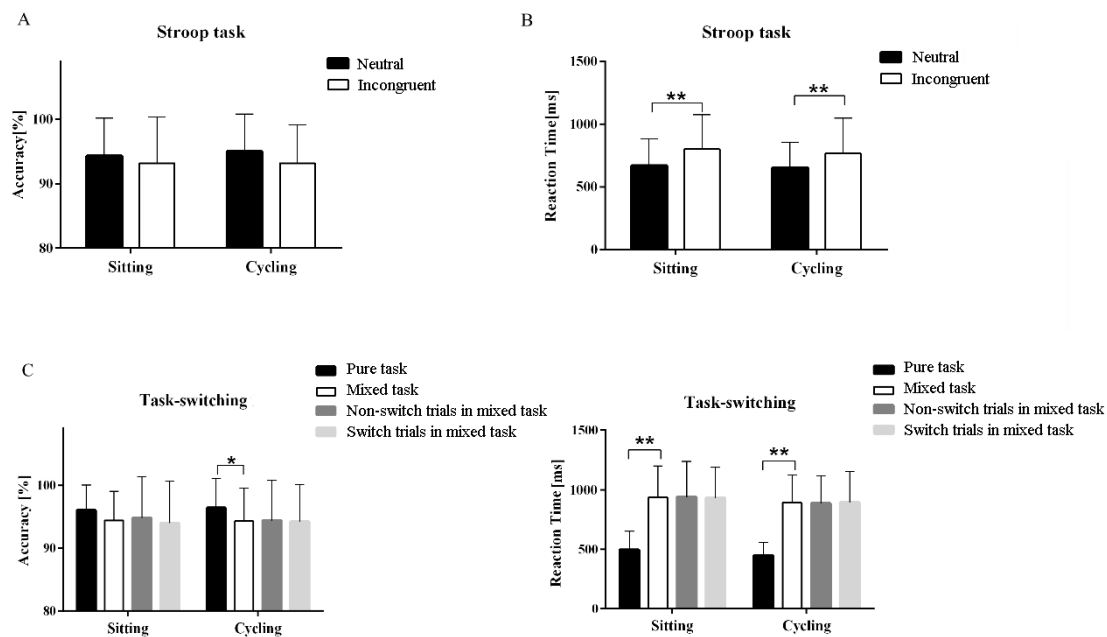 A
Stroop task
Neutral
Incongruent
Accuracy[%]
100
90
80
Sitting
Cycling
B
Stroop task
Neutral
Incongruent
Reaction Time[ms]
1500
1000
500
0
**
**
Sitting
Cycling
C
Task-switching
Pure task
Mixed task
Non-switch trials in mixed task
Switch trials in mixed task
Accuracy [%]
100
90
80
*
Sitting
Cycling
Task-switching
Pure task
Mixed task
Non-switch trials in mixed task
Switch trials in mixed task
Reaction Time[ms]
1500
1000
500
0
**
**
Sitting
Cycling